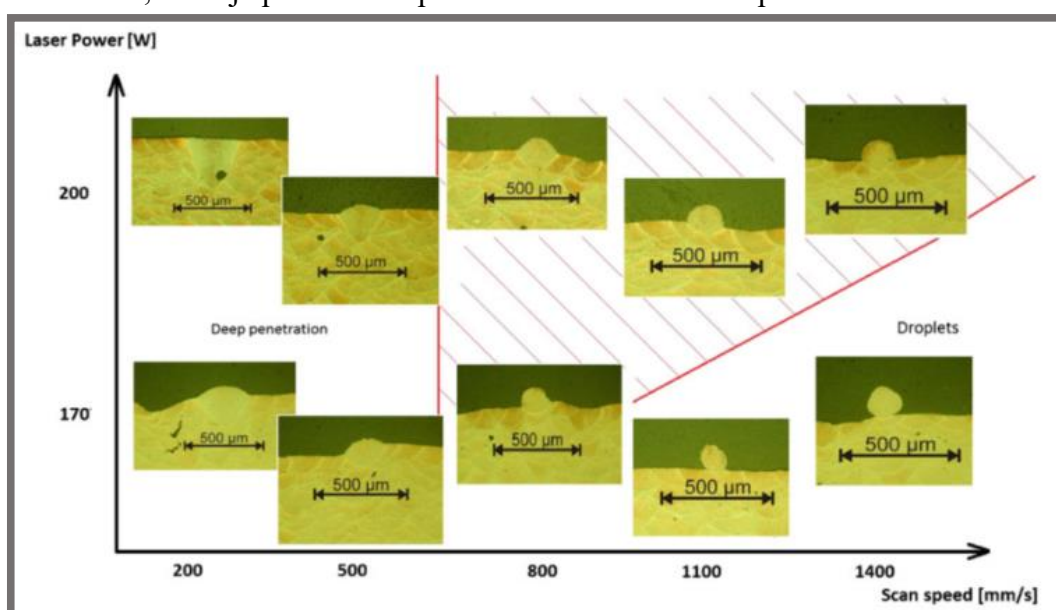 Laser Power [W]
200
500 µm
500 µm
500 µm
500 µm
500 µm
Deep penetration
Droplets
170
500 µm
500 µm
500 µm
500 µm
500 µm
200
500
800
1100
1400
Scan speed [mm/s]